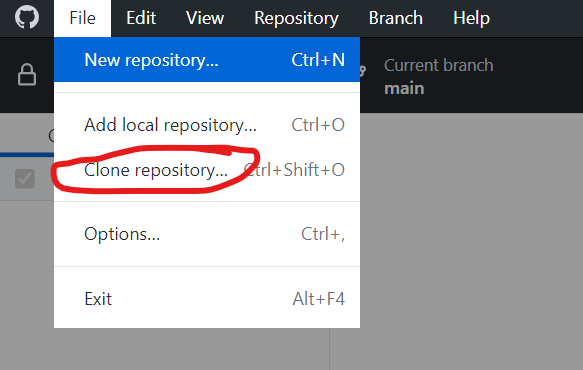 File Edit View Repository Branch Help
New repository... Ctrl+N
Current branch
main
Add local repository... Ctrl+O
Clone repository... Ctrl+Shift+O
Options... Ctrl+,
Exit Alt+F4